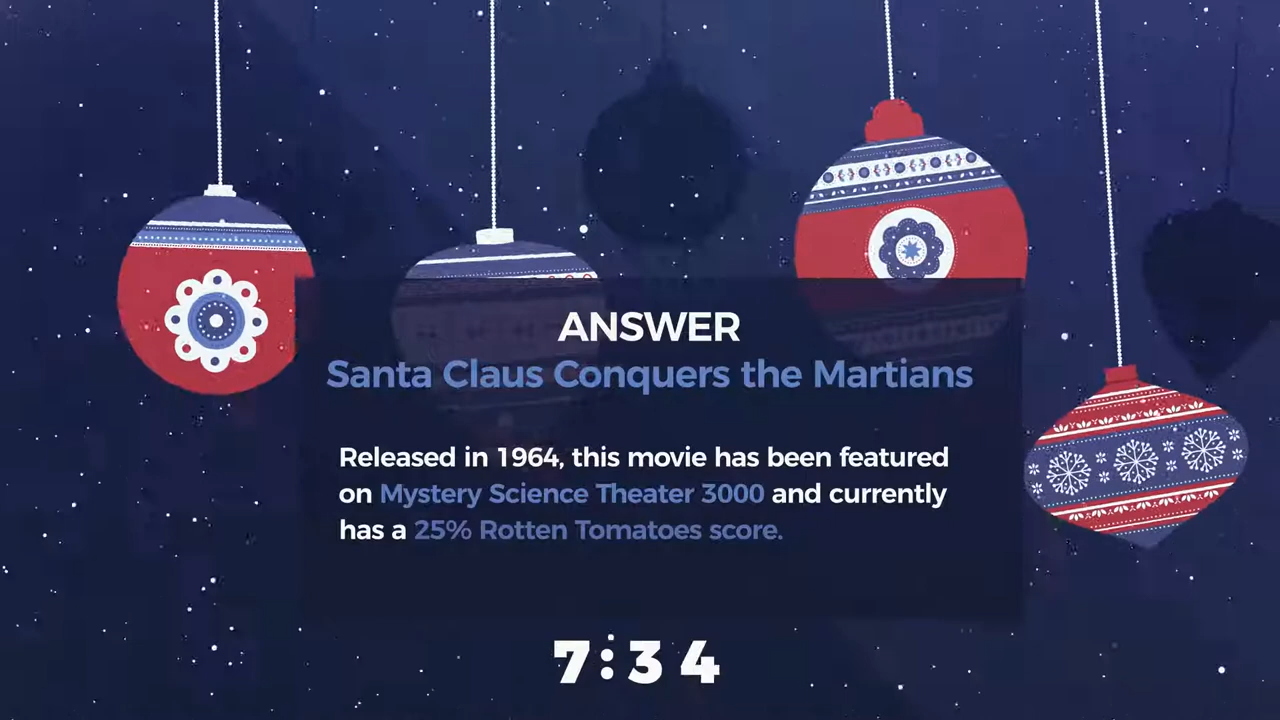 ANSWER
Santa Claus Conquers the Martians
Released in 1964, this movie has been featured
on Mystery Science Theater 3000 and currently
has a 25% Rotten Tomatoes score.
7:34